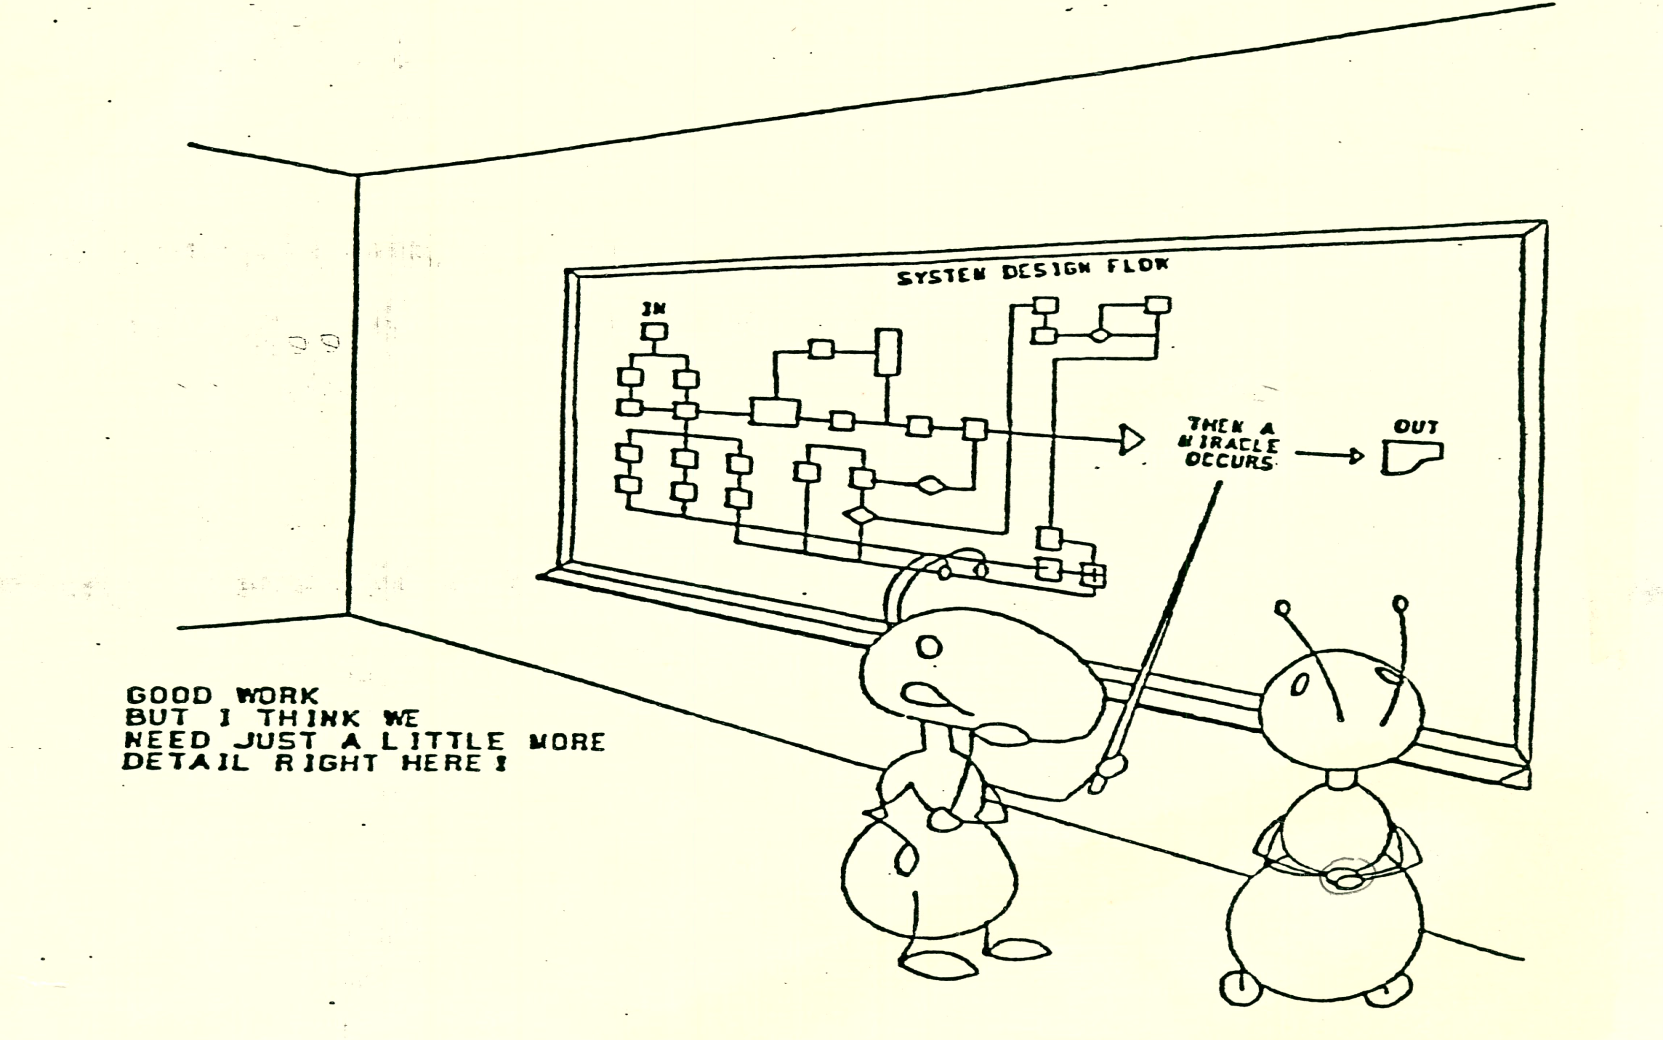 SYSTEM DESIGN FLOW
IN
THEN A
MIRACLE
OCCURS
OUT
GOOD WORK
BUT I THINK WE
NEED JUST A LITTLE MORE
DETAIL RIGHT HERE!